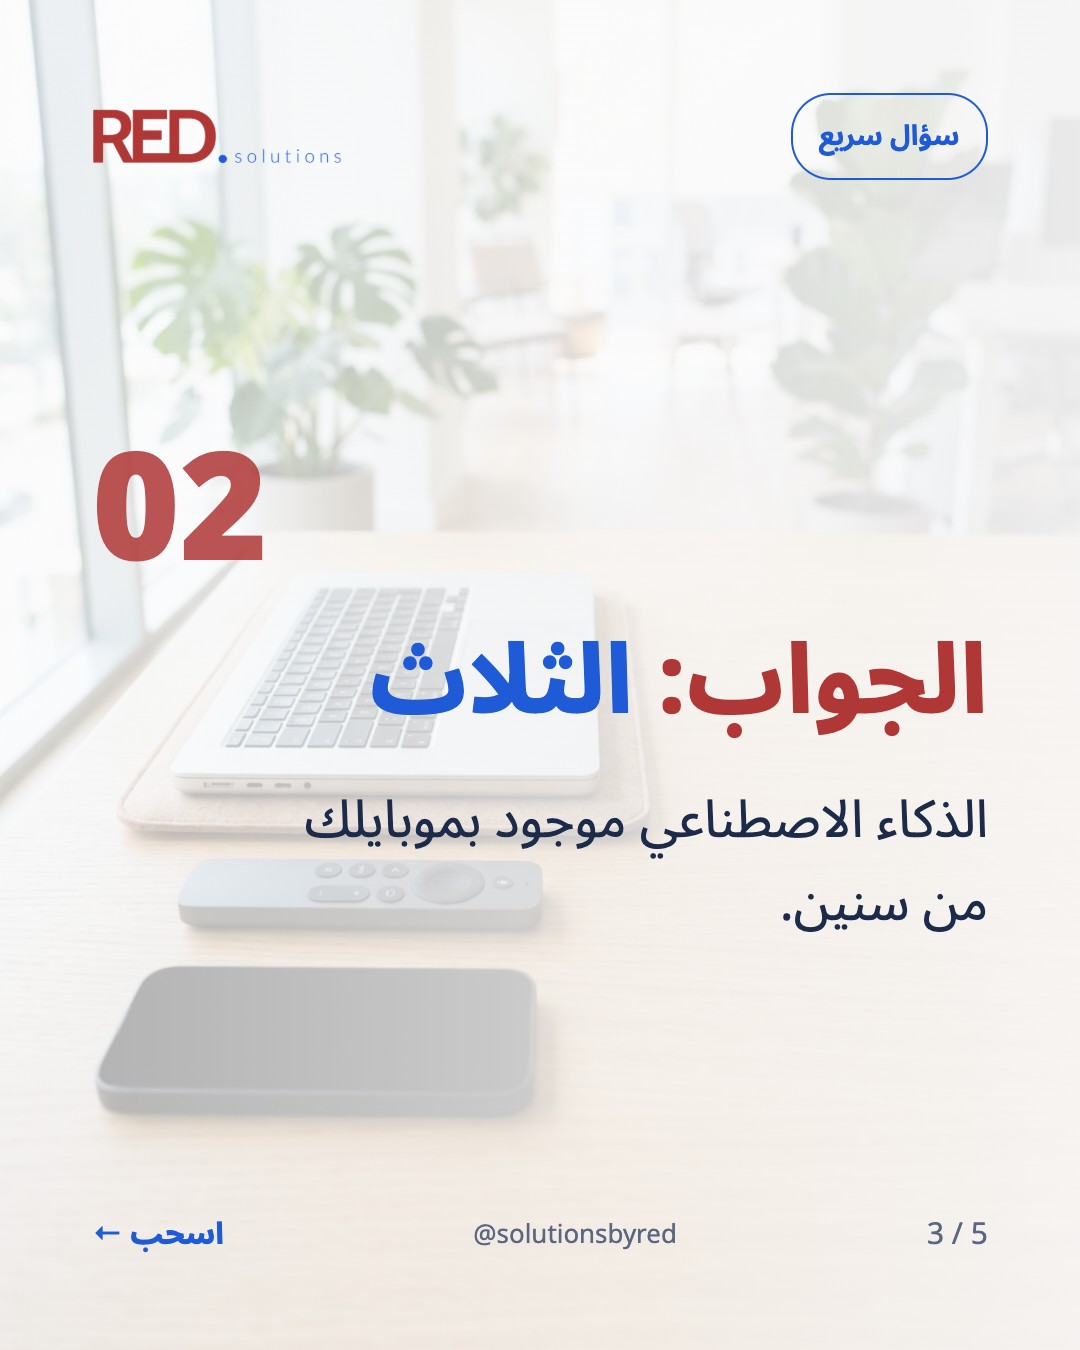 RED.solutions
سؤال سريع
02
الجواب: الثلاث
الذكاء الاصطناعي موجود بموبايلك
من سنين.
اسحب ←
@solutionsbyred
3 / 5